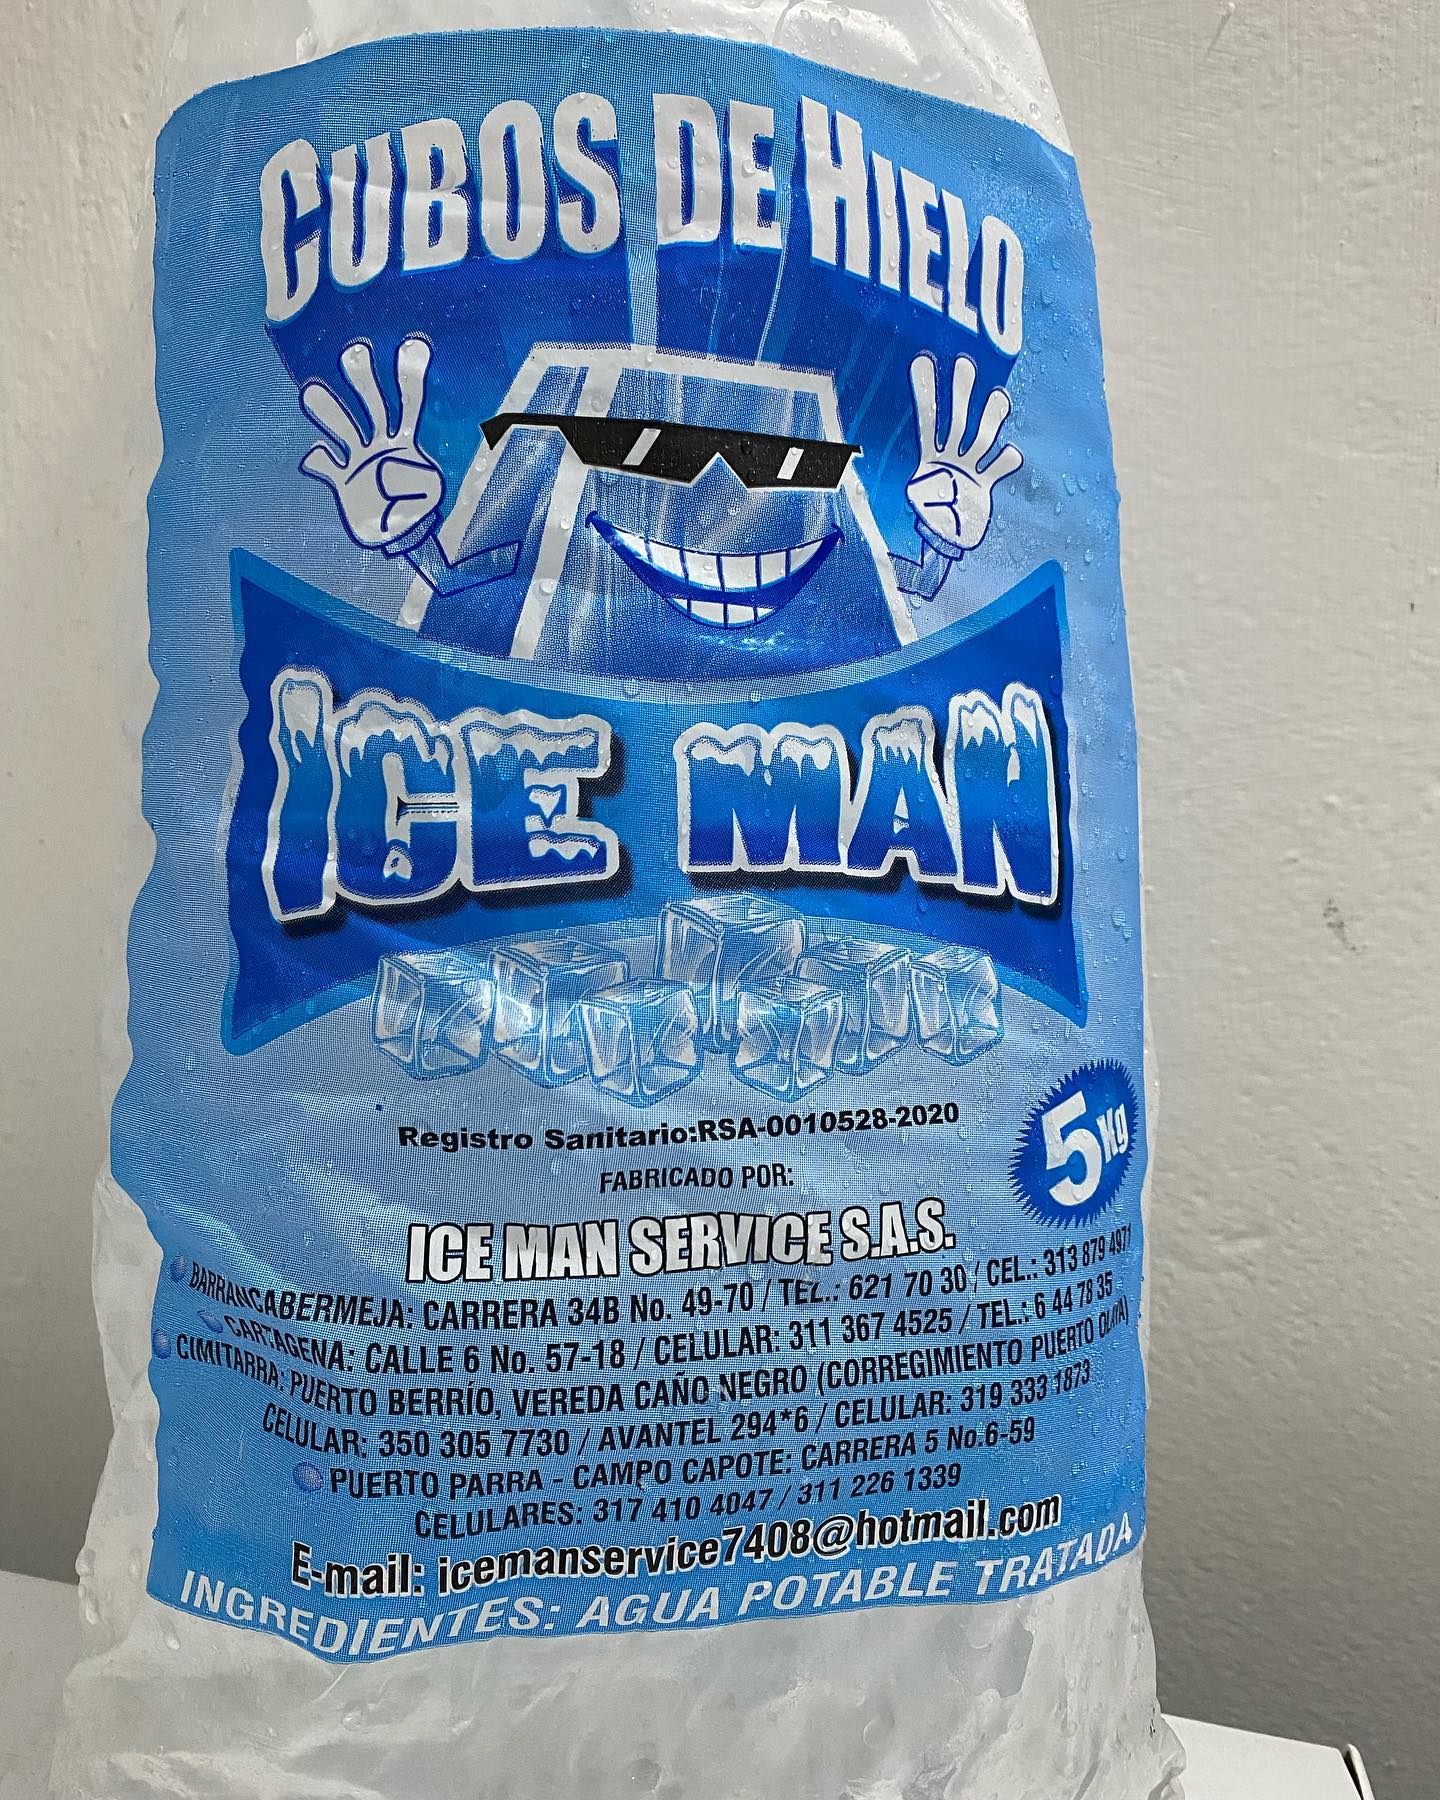 CUBOS DE HIELO
ICE MAN
Registro Sanitario:RSA-0010528-2020
5Kg
FABRICADO POR:
ICE MAN SERVICE S.A.S.
BARRANCABERMEJA: CARRERA 34B No. 49-70 / TEL.: 621 70 30 / CEL.: 313 879 4971
CARTAGENA: CALLE 6 No. 57-18 / CELULAR: 311 367 4525 / TEL.: 6 44 78 35
CIMITARRA: PUERTO BERRÍO, VEREDA CAÑO NEGRO (CORREGIMIENTO PUERTO OLAYA)
CELULAR: 350 305 7730 / AVANTEL 294*6 / CELULAR: 319 333 1873
PUERTO PARRA - CAMPO CAPOTE: CARRERA 5 No.6-59
CELULARES: 317 410 4047 / 311 226 1339
E-mail: icemanservice7408@hotmail.com
INGREDIENTES: AGUA POTABLE TRATADA